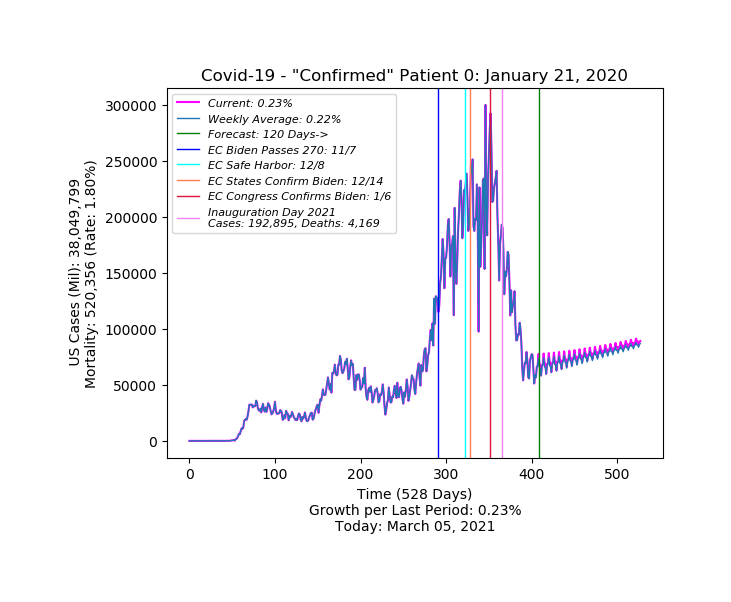 Covid-19 - "Confirmed" Patient 0: January 21, 2020
US Cases (Mil): 38,049,799
Mortality: 520,356 (Rate: 1.80%)
300000
250000
200000
150000
100000
50000
0
Current: 0.23%
Weekly Average: 0.22%
Forecast: 120 Days->
EC Biden Passes 270: 11/7
EC Safe Harbor: 12/8
EC States Confirm Biden: 12/14
EC Congress Confirms Biden: 1/6
Inauguration Day 2021
Cases: 192,895, Deaths: 4,169
0 100 200 300 400 500
Time (528 Days)
Growth per Last Period: 0.23%
Today: March 05, 2021